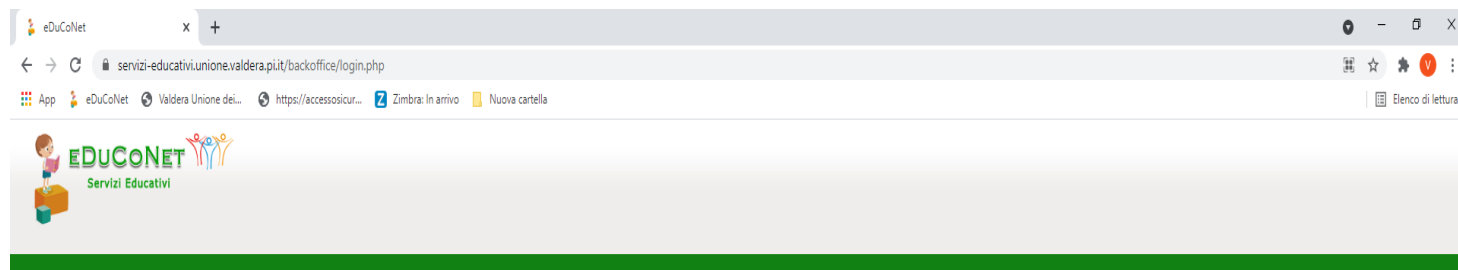 eDuCoNet
servizi-educativi.unione.valdera.pi.it/backoffice/login.php
V
App eDuCoNet Valdera Unione dei... https://accessosicur... Zimbra: In arrivo Nuova cartella Elenco di lettura
eDuCoNet
Servizi Educativi